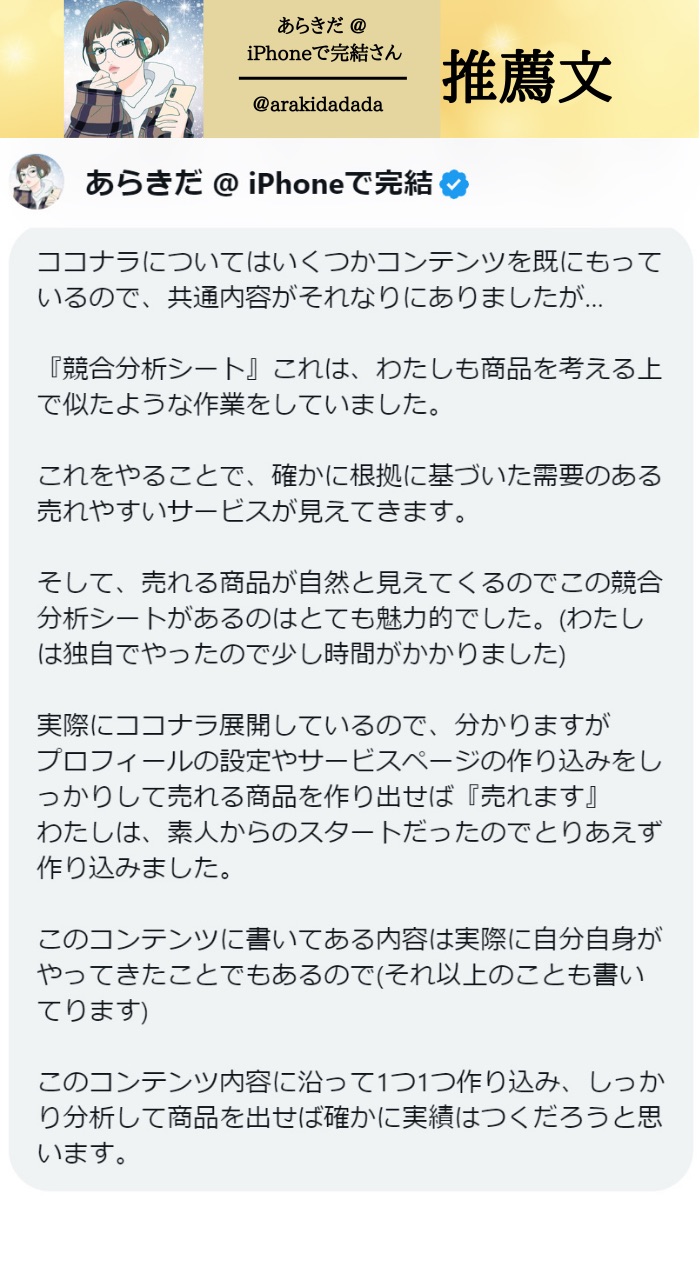 あらきだ @
iPhoneで完結さん
@arakidadada
推薦文
あらきだ @ iPhoneで完結
ココナラについてはいくつかコンテンツを既にもって
いるので、共通内容がそれなりにありましたが...
『競合分析シート』これは、わたしも商品を考える上
で似たような作業をしていました。
これをやることで、確かに根拠に基づいた需要のある
売れやすいサービスが見えてきます。
そして、売れる商品が自然と見えてくるのでこの競合
分析シートがあるのはとても魅力的でした。(わたし
は独自でやったので少し時間がかかりました)
実際にココナラ展開しているので、分かりますが
プロフィールの設定やサービスページの作り込みをし
っかりして売れる商品を作り出せば『売れます』
わたしは、素人からのスタートだったのでとりあえず
作り込みました。
このコンテンツに書いてある内容は実際に自分自身が
やってきたことでもあるので(それ以上のことも書い
てります)
このコンテンツ内容に沿って1つ1つ作り込み、しっか
り分析して商品を出せば確かに実績はつくだろうと思
います。